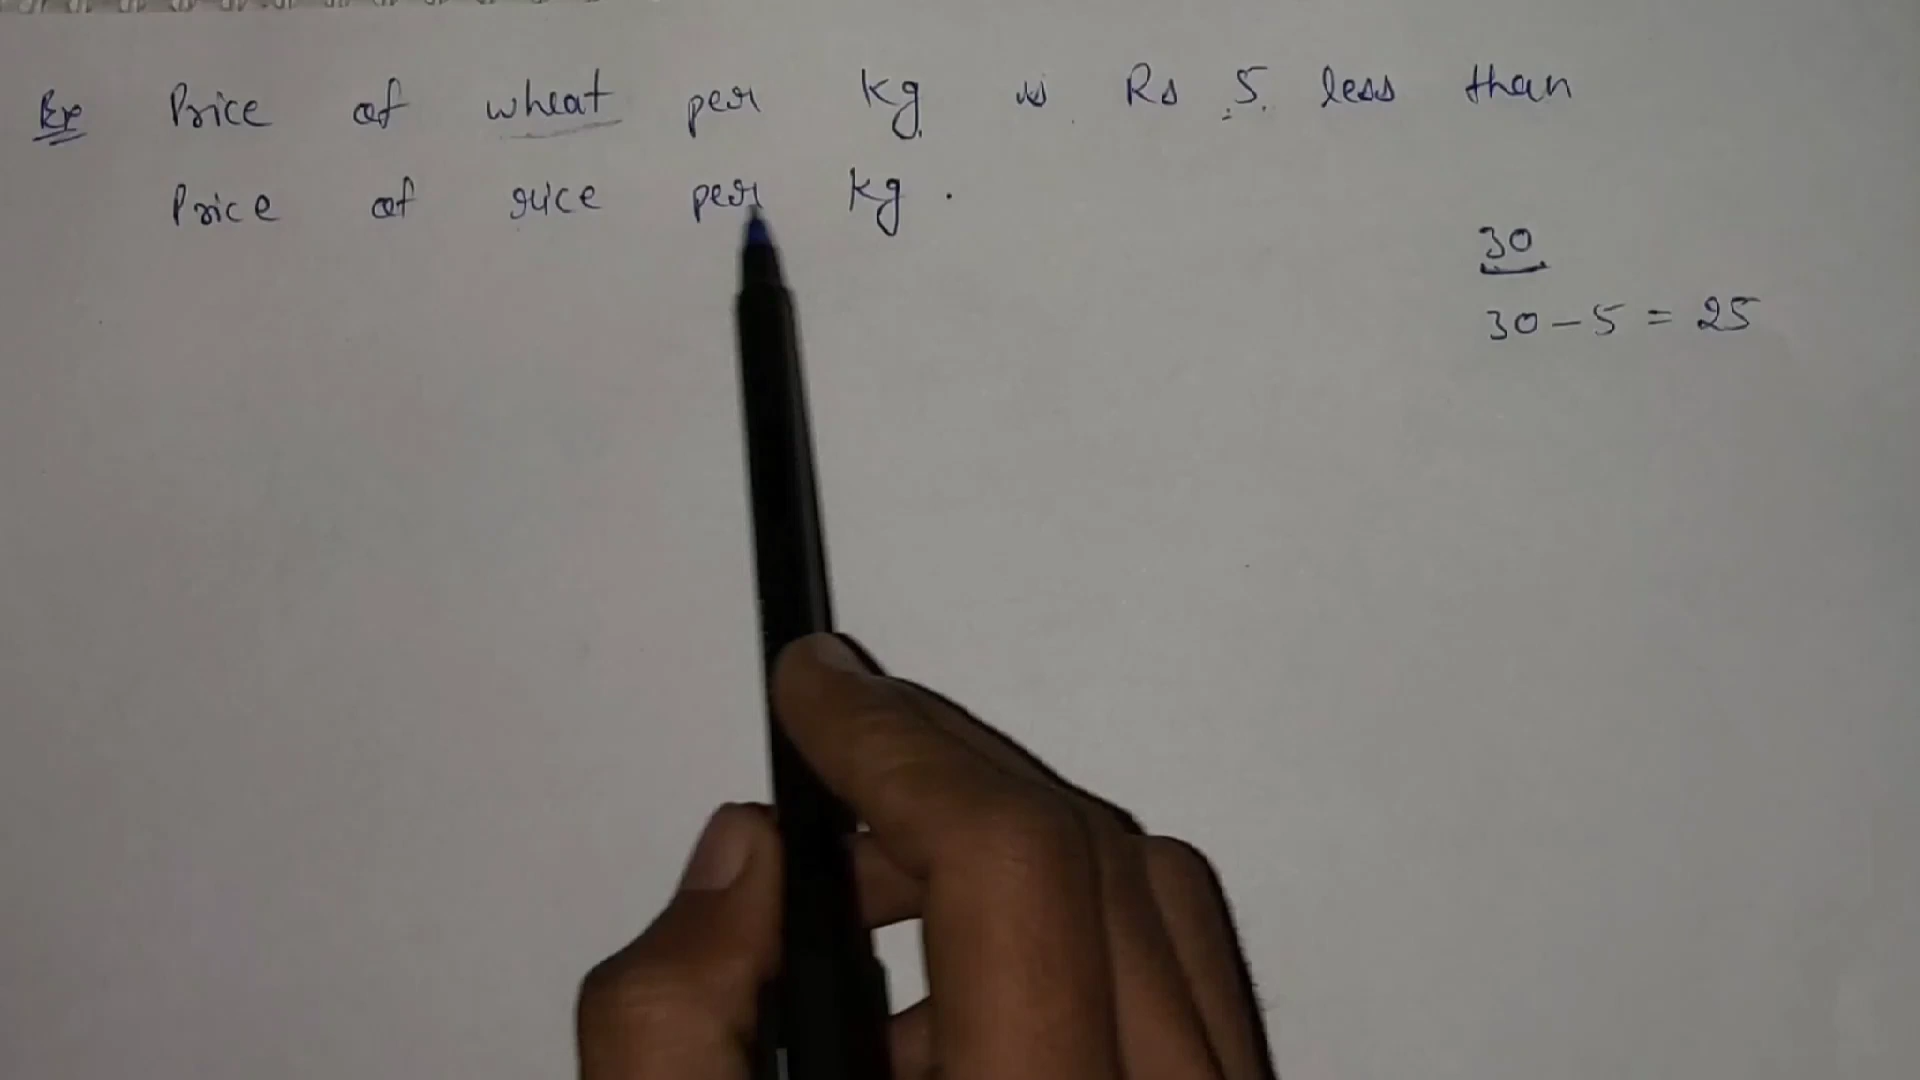 Ex Price of wheat per kg is Rs 5 less than
Price of rice per kg.
30
30 - 5 = 25